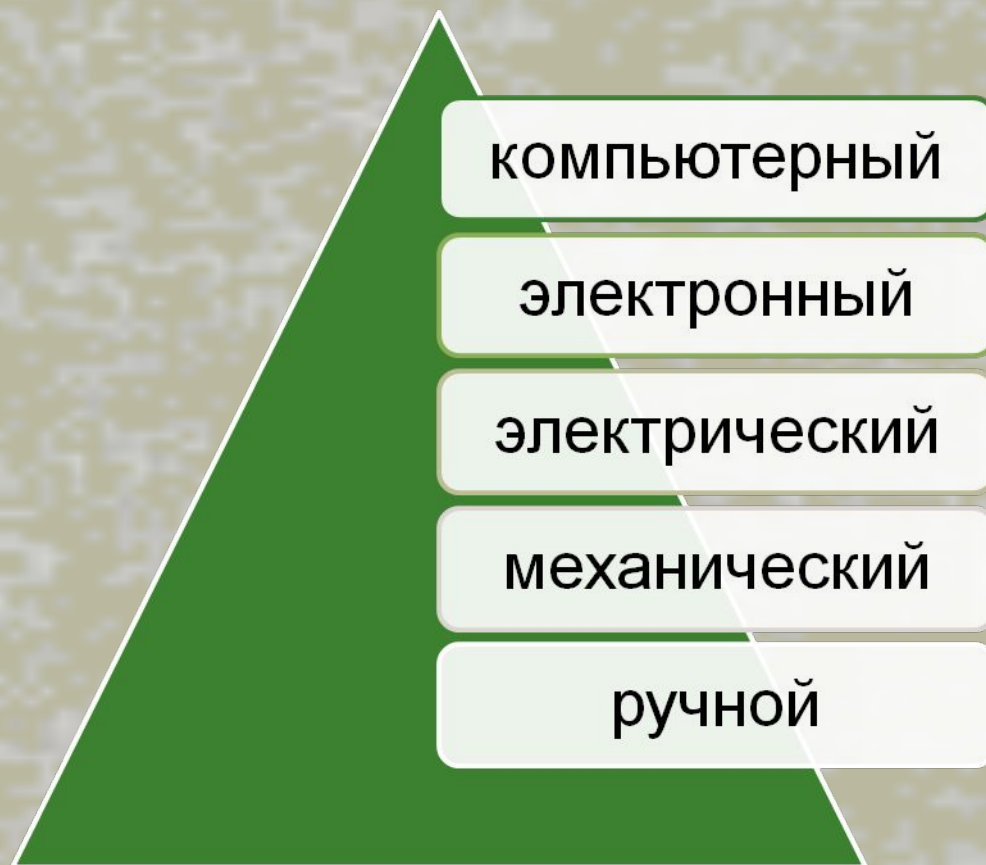 компьютерный
электронный
электрический
механический
ручной